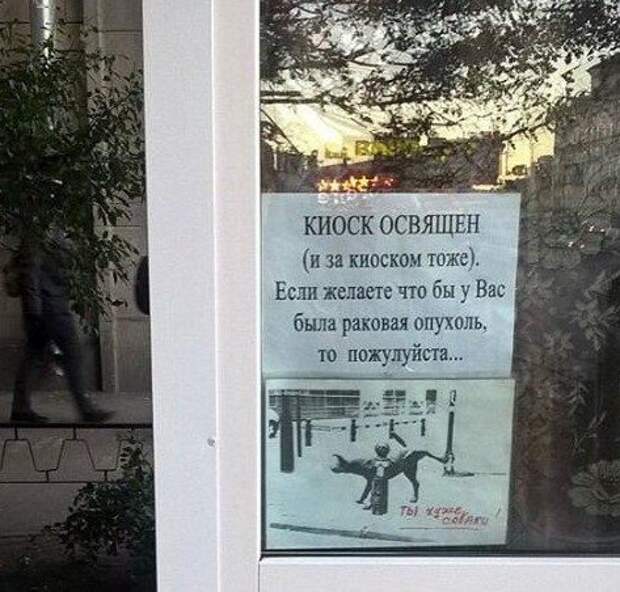 КИОСК ОСВЯЩЕН
(и за киоском тоже).
Если желаете что бы у Вас
была раковая опухоль,
то пожулуйста...
ТЫ хуже
собаки!